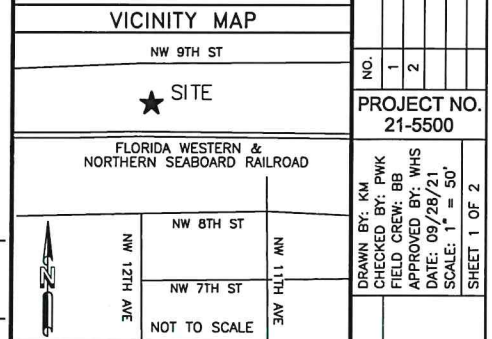 VICINITY MAP
NW 9TH ST
SITE
FLORIDA WESTERN &
NORTHERN SEABOARD RAILROAD
NW 8TH ST
NW 12TH AVE
NW 11TH AVE
NW 7TH ST
N
NOT TO SCALE
NO.
1
2
PROJECT NO.
21-5500
DRAWN BY: KM
CHECKED BY: PWK
FIELD CREW: BB
APPROVED BY: WHS
DATE: 09/28/21
SCALE: 1" = 50'
SHEET 1 OF 2